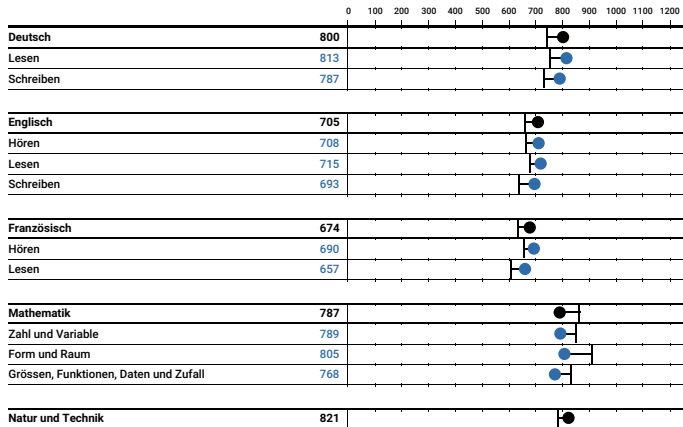 0 100 200 300 400 500 600 700 800 900 1000 1100 1200
Deutsch 800
Lesen 813
Schreiben 787
Englisch 705
Hören 708
Lesen 715
Schreiben 693
Französisch 674
Hören 690
Lesen 657
Mathematik 787
Zahl und Variable 789
Form und Raum 805
Grössen, Funktionen, Daten und Zufall 768
Natur und Technik 821